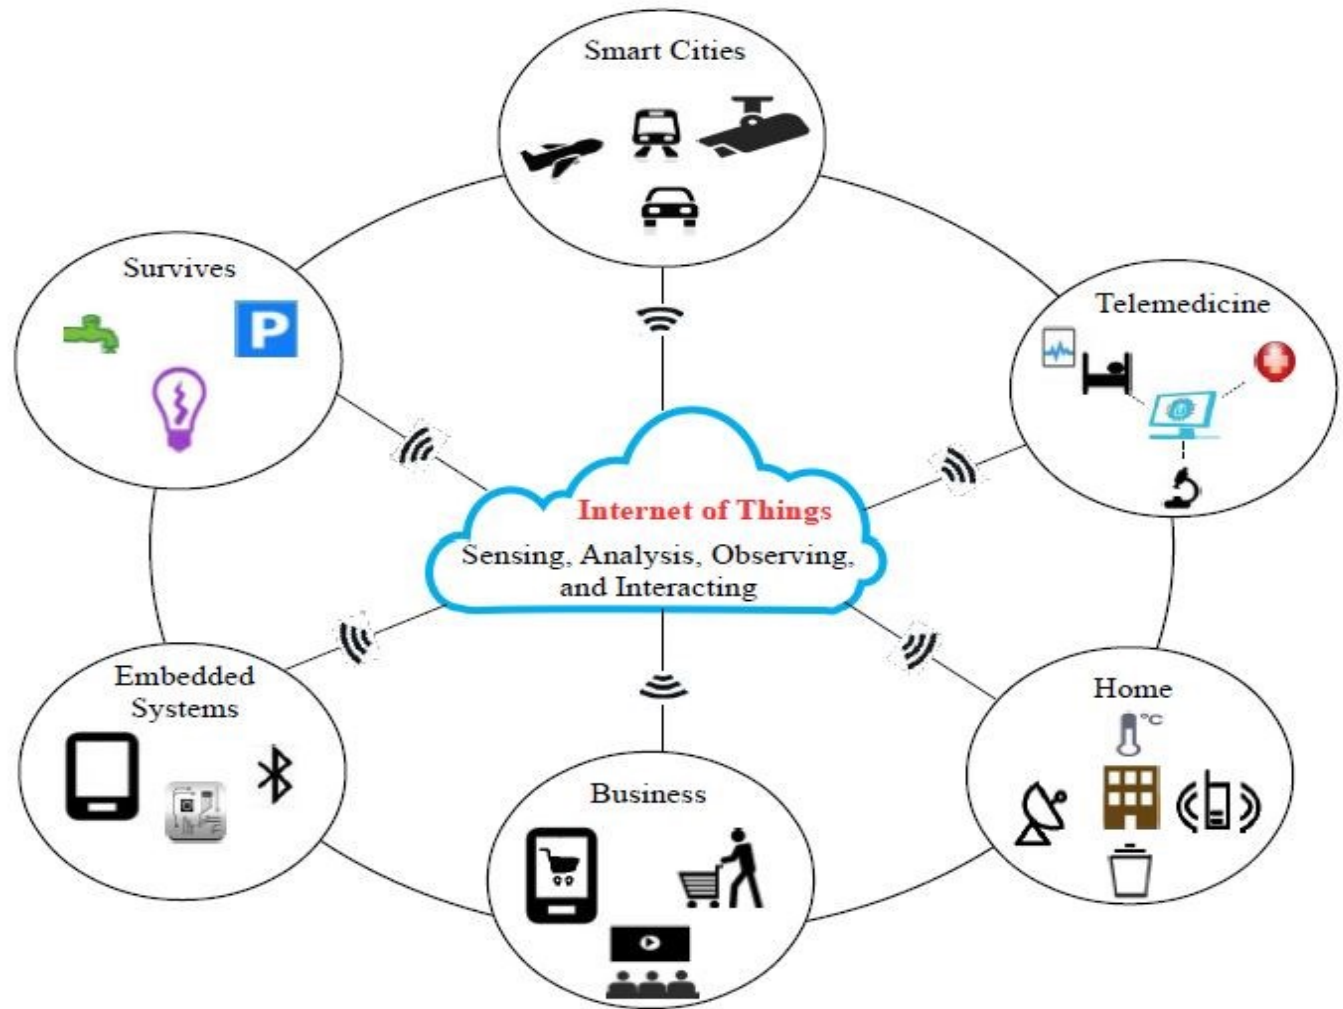 Smart Cities
Survives
P
Telemedicine
Internet of Things
Sensing, Analysis, Observing,
and Interacting
Embedded
Systems
Home
°C
Business